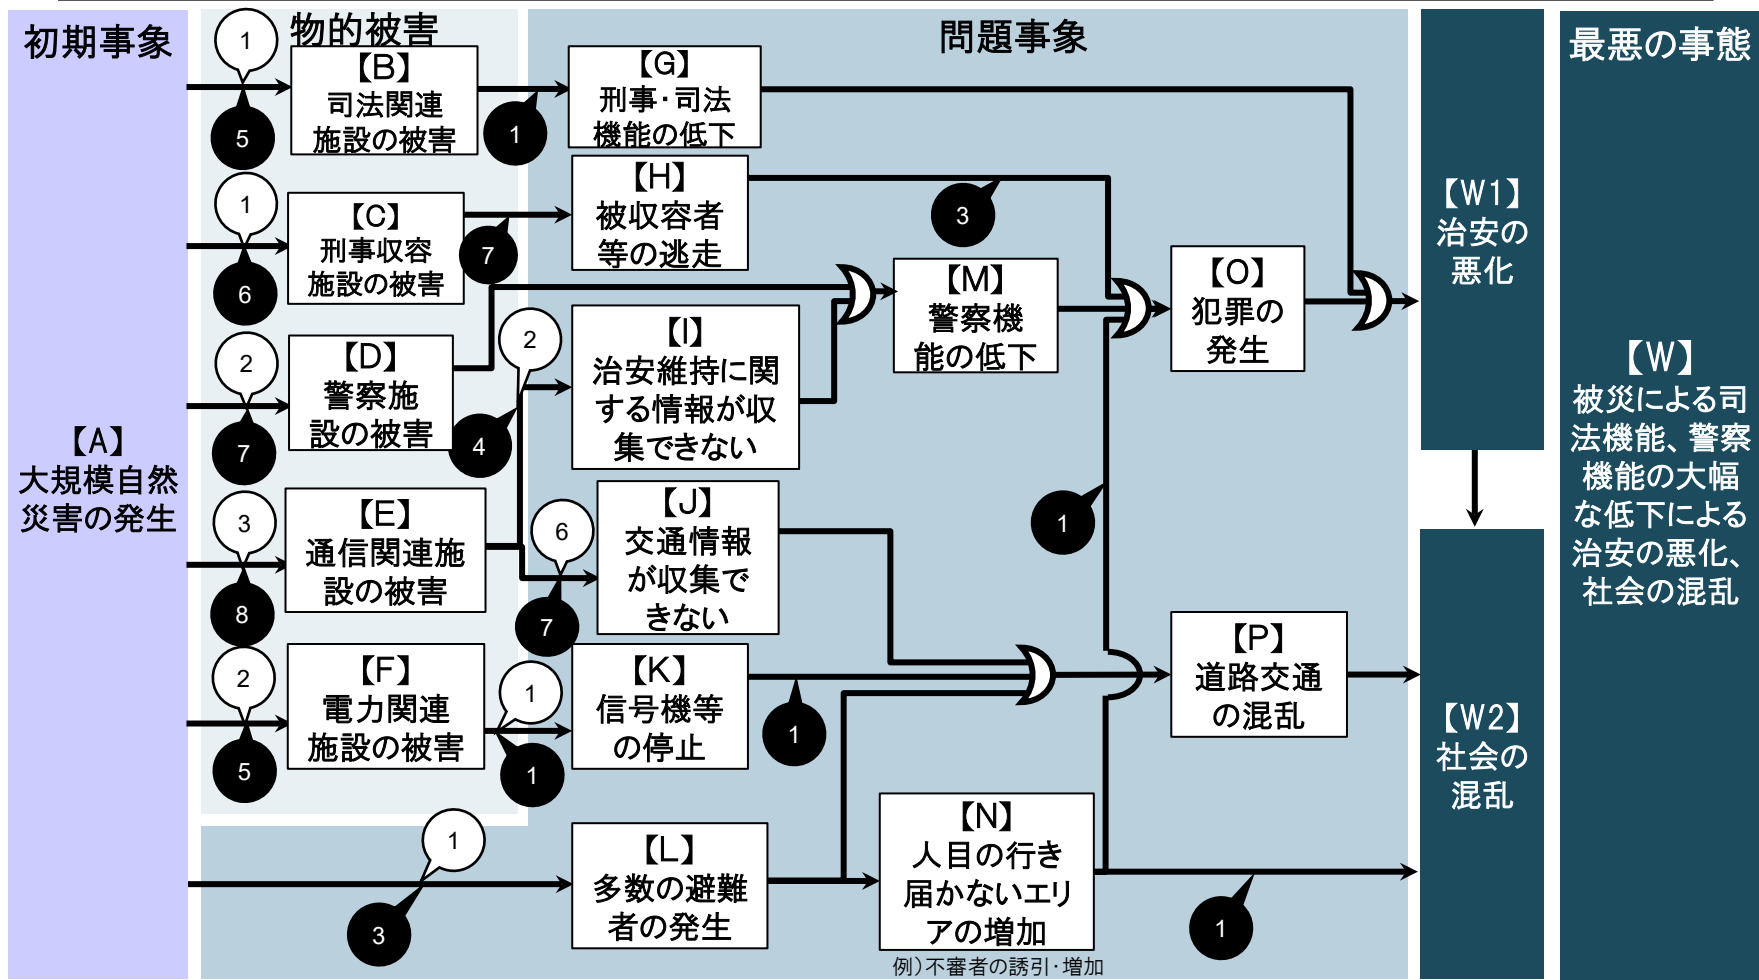 初期事象
【A】
大規模自然
災害の発生
物的被害
1
5
【B】
司法関連
施設の被害
1
1
6
【C】
刑事収容
施設の被害
7
2
7
【D】
警察施
設の被害
3
8
【E】
通信関連施
設の被害
2
4
6
7
2
5
【F】
電力関連
施設の被害
1
1
1
3
問題事象
【G】
刑事・司法
機能の低下
【H】
被収容者
等の逃走
3
【I】
治安維持に関
する情報が収
集できない
【J】
交通情報
が収集で
きない
【K】
信号機等
の停止
1
【L】
多数の避難
者の発生
【M】
警察機
能の低下
【N】
人目の行き
届かないエリ
アの増加
例)不審者の誘引・増加
1
1
【O】
犯罪の
発生
【P】
道路交通
の混乱
【W1】
治安の
悪化
【W2】
社会の
混乱
最悪の事態
【W】
被災による司
法機能、警察
機能の大幅
な低下による
治安の悪化、
社会の混乱